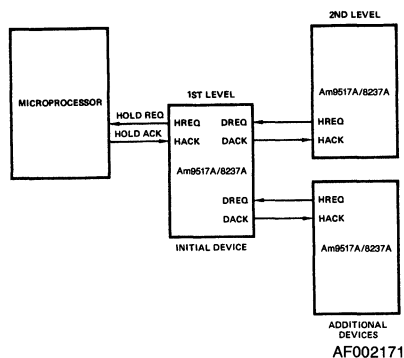 2ND LEVEL
Am9517A/8237A
HREQ
HACK
MICROPROCESSOR
HOLD REQ
HOLD ACK
1ST LEVEL
HREQ DREQ
HACK DACK
Am9517A/8237A
DREQ
DACK
INITIAL DEVICE
HREQ
HACK
Am9517A/8237A
ADDITIONAL
DEVICES
AF002171